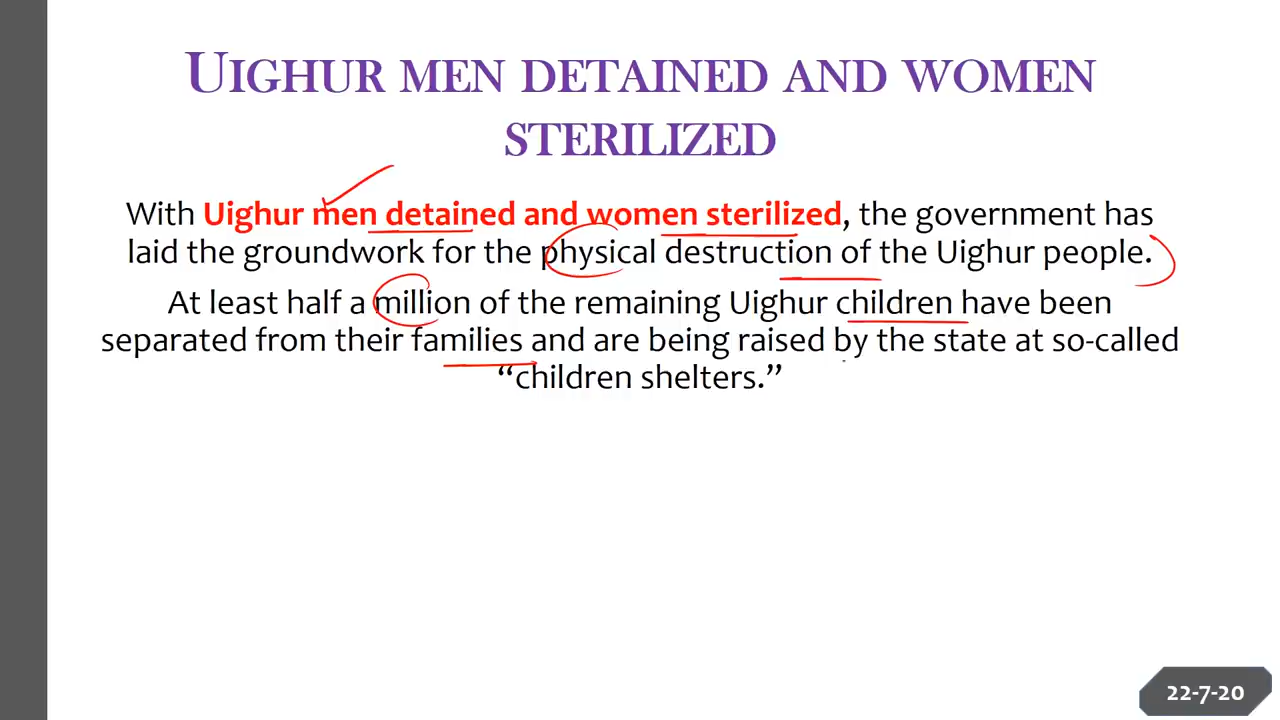 UIGHUR MEN DETAINED AND WOMEN
STERILIZED
With Uighur men detained and women sterilized, the government has
laid the groundwork for the physical destruction of the Uighur people.
At least half a million of the remaining Uighur children have been
separated from their families and are being raised by the state at so-called
“children shelters.”
22-7-20